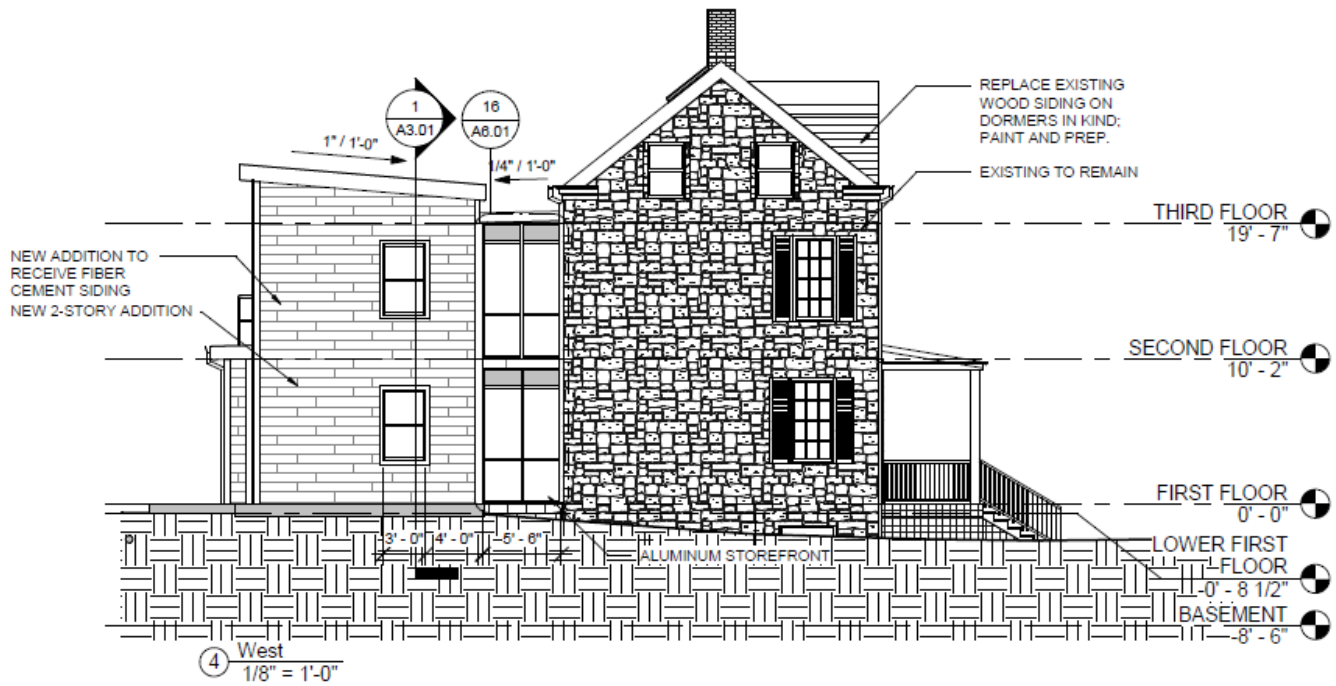 REPLACE EXISTING
WOOD SIDING ON
DORMERS IN KIND;
PAINT AND PREP.
1
A3.01
16
A6.01
1" / 1'-0"
1/4" / 1'-0"
EXISTING TO REMAIN
THIRD FLOOR
19' - 7"
NEW ADDITION TO
RECEIVE FIBER
CEMENT SIDING
NEW 2-STORY ADDITION
SECOND FLOOR
10' - 2"
FIRST FLOOR
0' - 0"
3' - 0"
4' - 0"
5' - 6"
ALUMINUM STOREFRONT
LOWER FIRST
FLOOR
-0' - 8 1/2"
BASEMENT
-8' - 6"
4
West
1/8" = 1'-0"